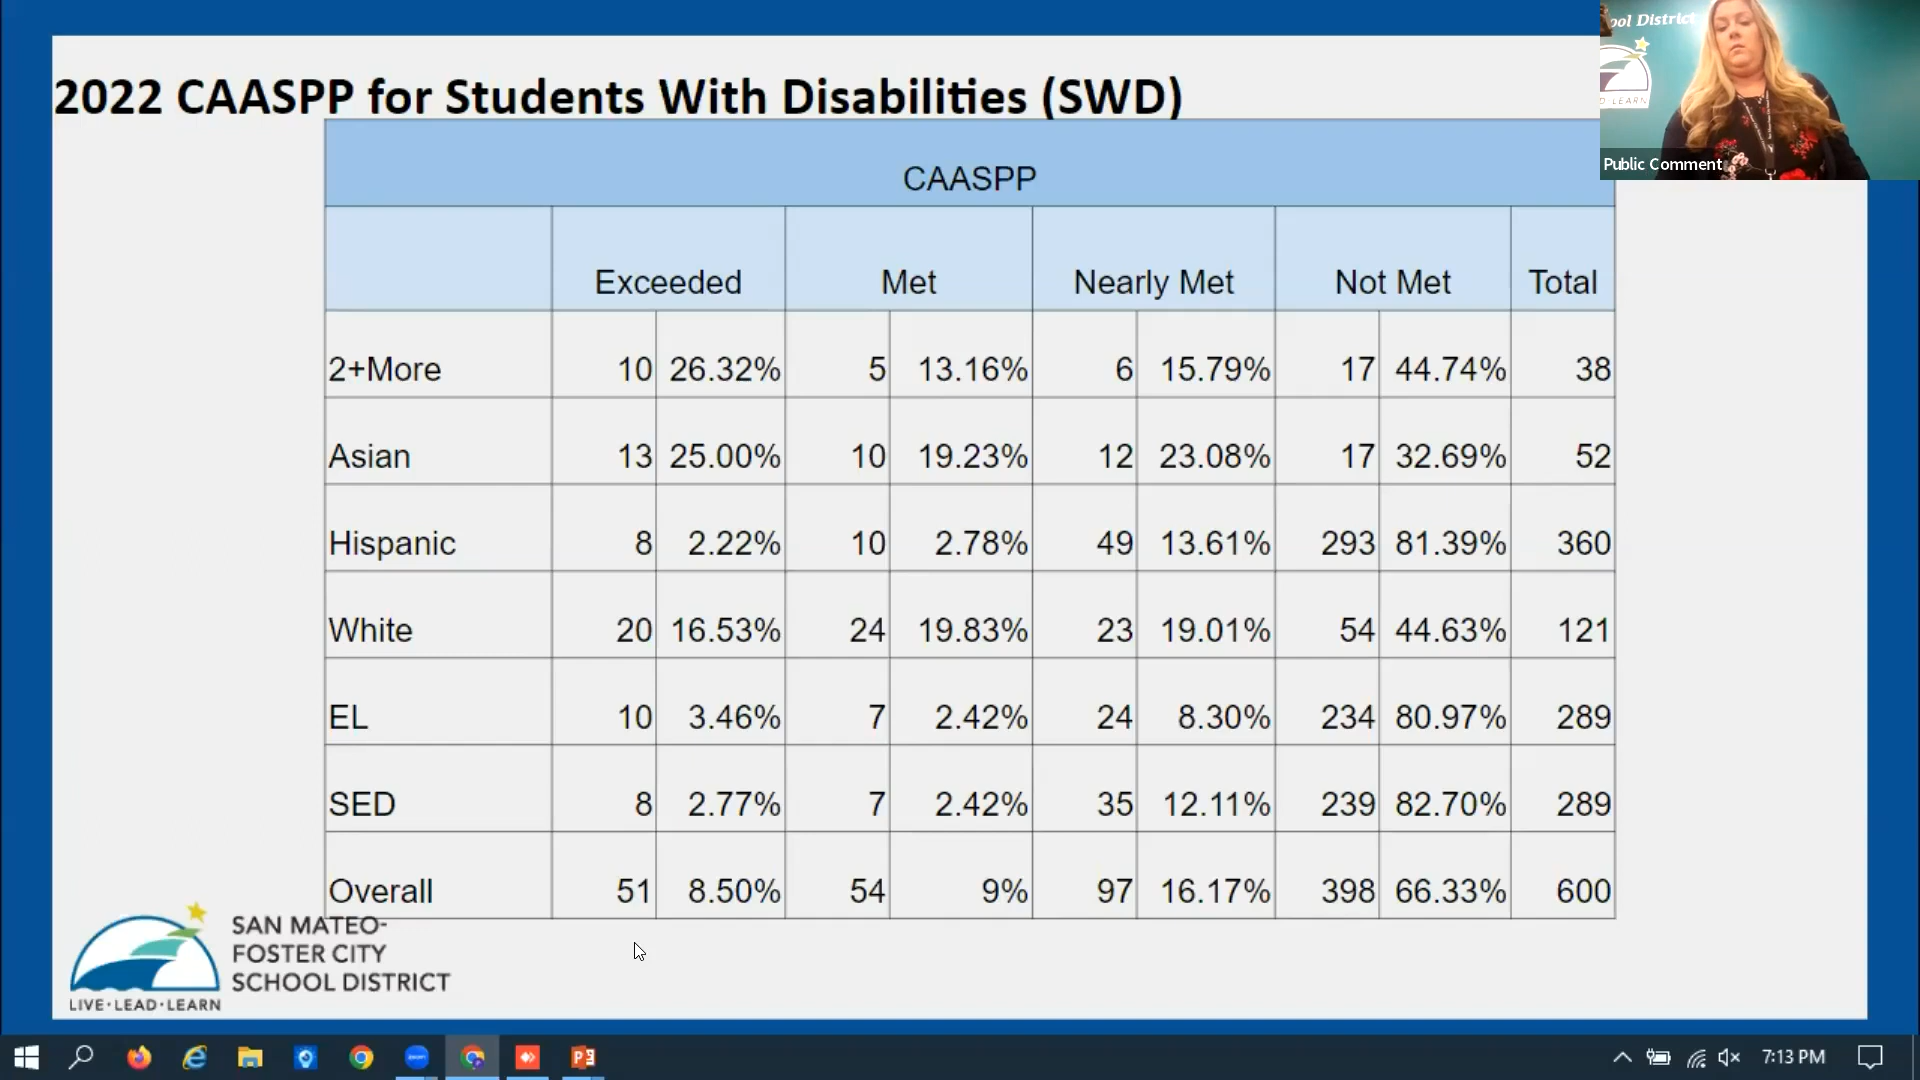 2022 CAASPP for Students With Disabilities (SWD)
ool District
D LEARN
Public Comment
CAASPP
Exceeded Met Nearly Met Not Met Total
2+More 10 26.32% 5 13.16% 6 15.79% 17 44.74% 38
Asian 13 25.00% 10 19.23% 12 23.08% 17 32.69% 52
Hispanic 8 2.22% 10 2.78% 49 13.61% 293 81.39% 360
White 20 16.53% 24 19.83% 23 19.01% 54 44.63% 121
EL 10 3.46% 7 2.42% 24 8.30% 234 80.97% 289
SED 8 2.77% 7 2.42% 35 12.11% 239 82.70% 289
Overall 51 8.50% 54 9% 97 16.17% 398 66.33% 600
SAN MATEO-
FOSTER CITY
SCHOOL DISTRICT
LIVE·LEAD·LEARN
7:13 PM